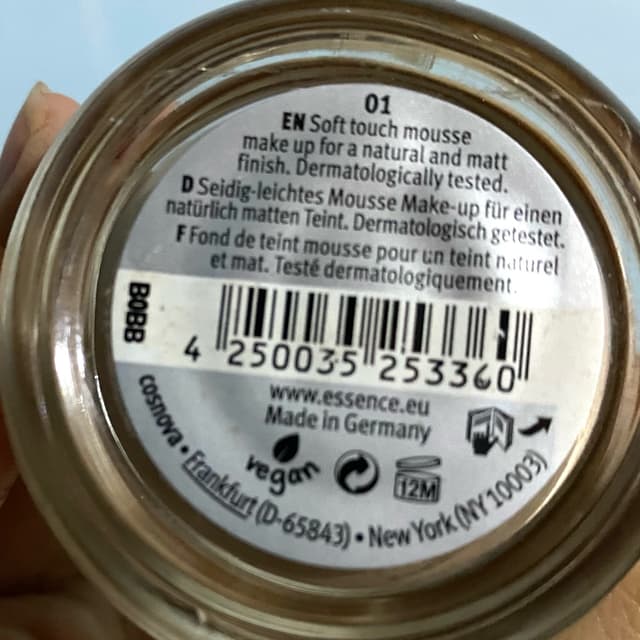 01
EN Soft touch mousse
make up for a natural and matt
finish. Dermatologically tested.
D Seidig-leichtes Mousse Make-up für einen
natürlich matten Teint. Dermatologisch getestet.
F Fond de teint mousse pour un teint naturel
et mat. Testé dermatologiquement.
B0BB
4 250035 253360
www.essence.eu
Made in Germany
vegan
12M
cosnova • Frankfurt (D-65843) • New York (NY 10003)